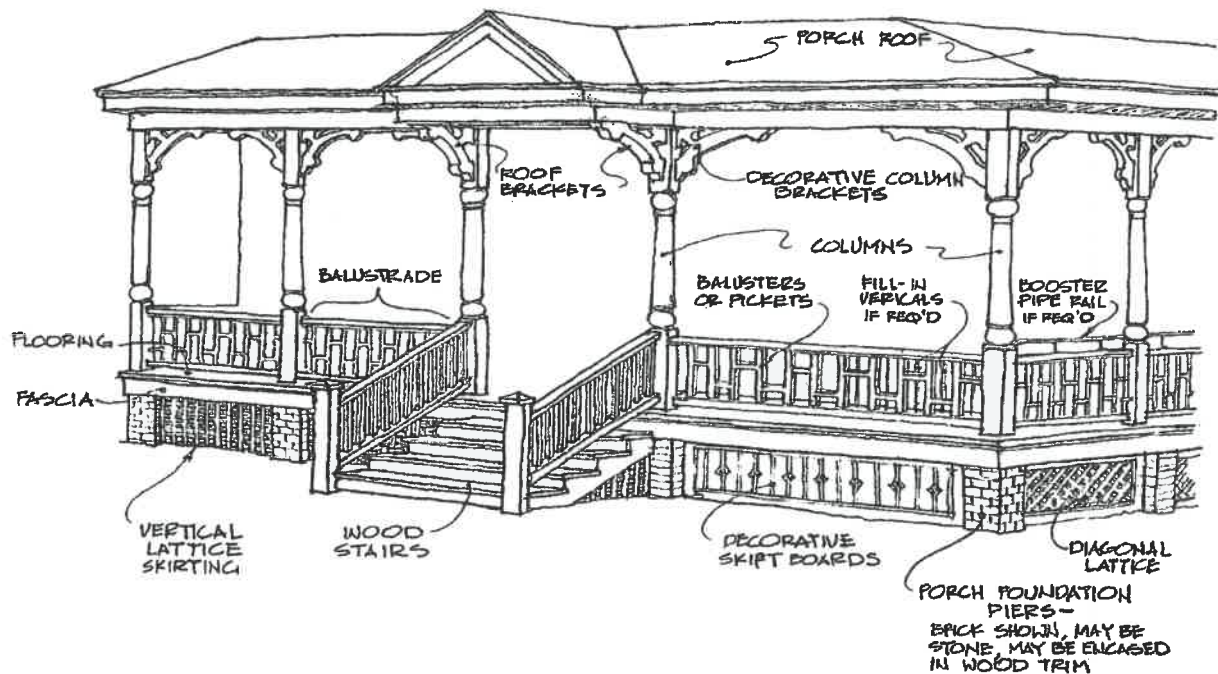 PORCH ROOF
ROOF
BRACKETS
DECORATIVE COLUMN
BRACKETS
COLUMNS
BALUSTRADE
BALUSTERS
OR PICKETS
FILL-IN
VERICALS
IF REQ'D
BOOSTER
PIPE RAIL
IF REQ'D
FLOORING
FASCIA
VERTICAL
LATTICE
SKIRTING
WOOD
STAIRS
DECORATIVE
SKIRT BOARDS
DIAGONAL
LATTICE
PORCH FOUNDATION
PIERS-
BRICK SHOWN, MAY BE
STONE, MAY BE ENCASED
IN WOOD TRIM